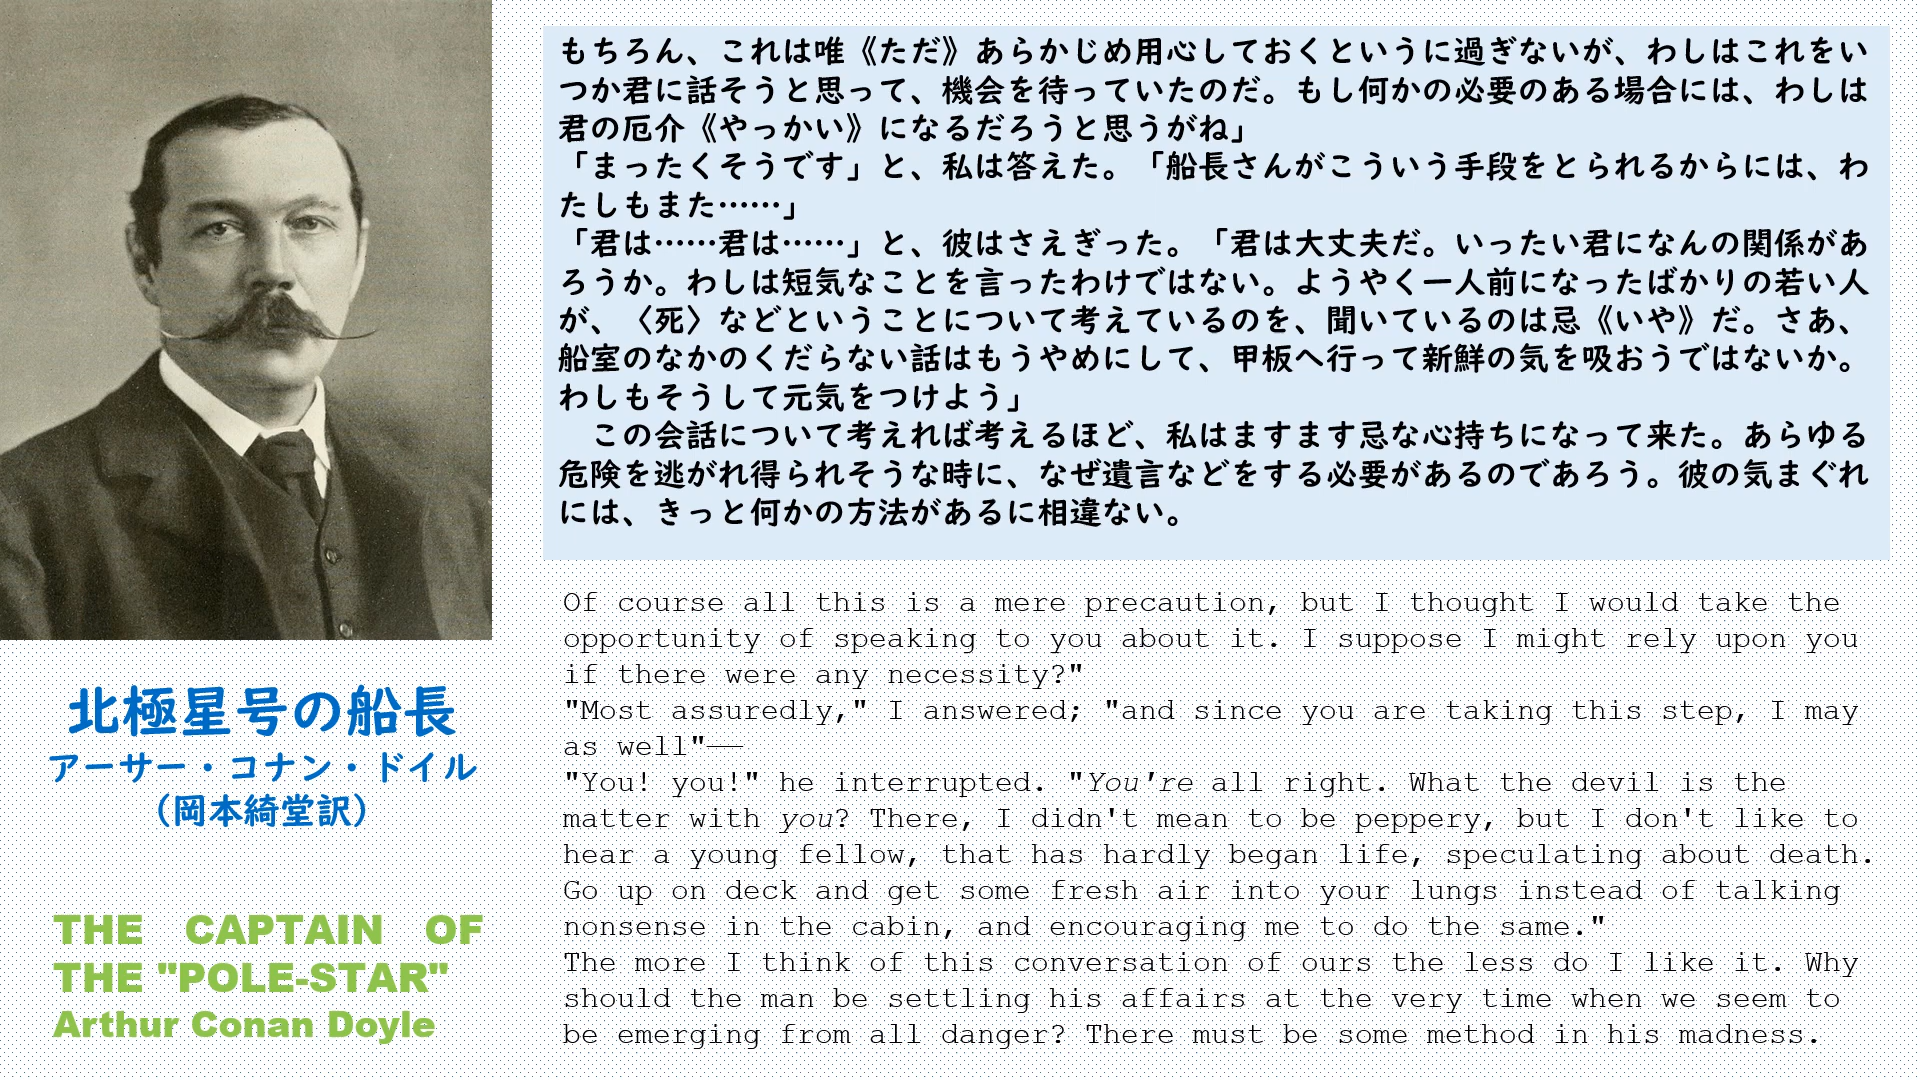 もちろん、これは唯《ただ》あらかじめ用心しておくというに過ぎないが、わしはこれをい
つか君に話そうと思って、機会を待っていたのだ。もし何かの必要のある場合には、わしは
君の厄介《やっかい》になるだろうと思うがね」
「まったくそうです」と、私は答えた。「船長さんがこういう手段をとられるからには、わ
たしもまた……」
「君は……君は……」と、彼はさえぎった。「君は大丈夫だ。いったい君になんの関係があ
ろうか。わしは短気なことを言ったわけではない。ようやく一人前になったばかりの若い人
が、〈死〉などということについて考えているのを、聞いているのは忌《いや》だ。さあ、
船室のなかのくだらない話はもうやめにして、甲板へ行って新鮮の気を吸おうではないか。
わしもそうして元気をつけよう」
　この会話について考えれば考えるほど、私はますます忌な心持ちになって来た。あらゆる
危険を逃がれ得られそうな時に、なぜ遺言などをする必要があるのであろう。彼の気まぐれ
には、きっと何かの方法があるに相違ない。
Of course all this is a mere precaution, but I thought I would take the
opportunity of speaking to you about it. I suppose I might rely upon you
if there were any necessity?"
"Most assuredly," I answered; "and since you are taking this step, I may
as well"——
"You! you!" he interrupted. "You're all right. What the devil is the
matter with you? There, I didn't mean to be peppery, but I don't like to
hear a young fellow, that has hardly began life, speculating about death.
Go up on deck and get some fresh air into your lungs instead of talking
nonsense in the cabin, and encouraging me to do the same."
The more I think of this conversation of ours the less do I like it. Why
should the man be settling his affairs at the very time when we seem to
be emerging from all danger? There must be some method in his madness.
北極星号の船長
アーサー・コナン・ドイル
（岡本綺堂訳）
THE CAPTAIN OF
THE "POLE-STAR"
Arthur Conan Doyle